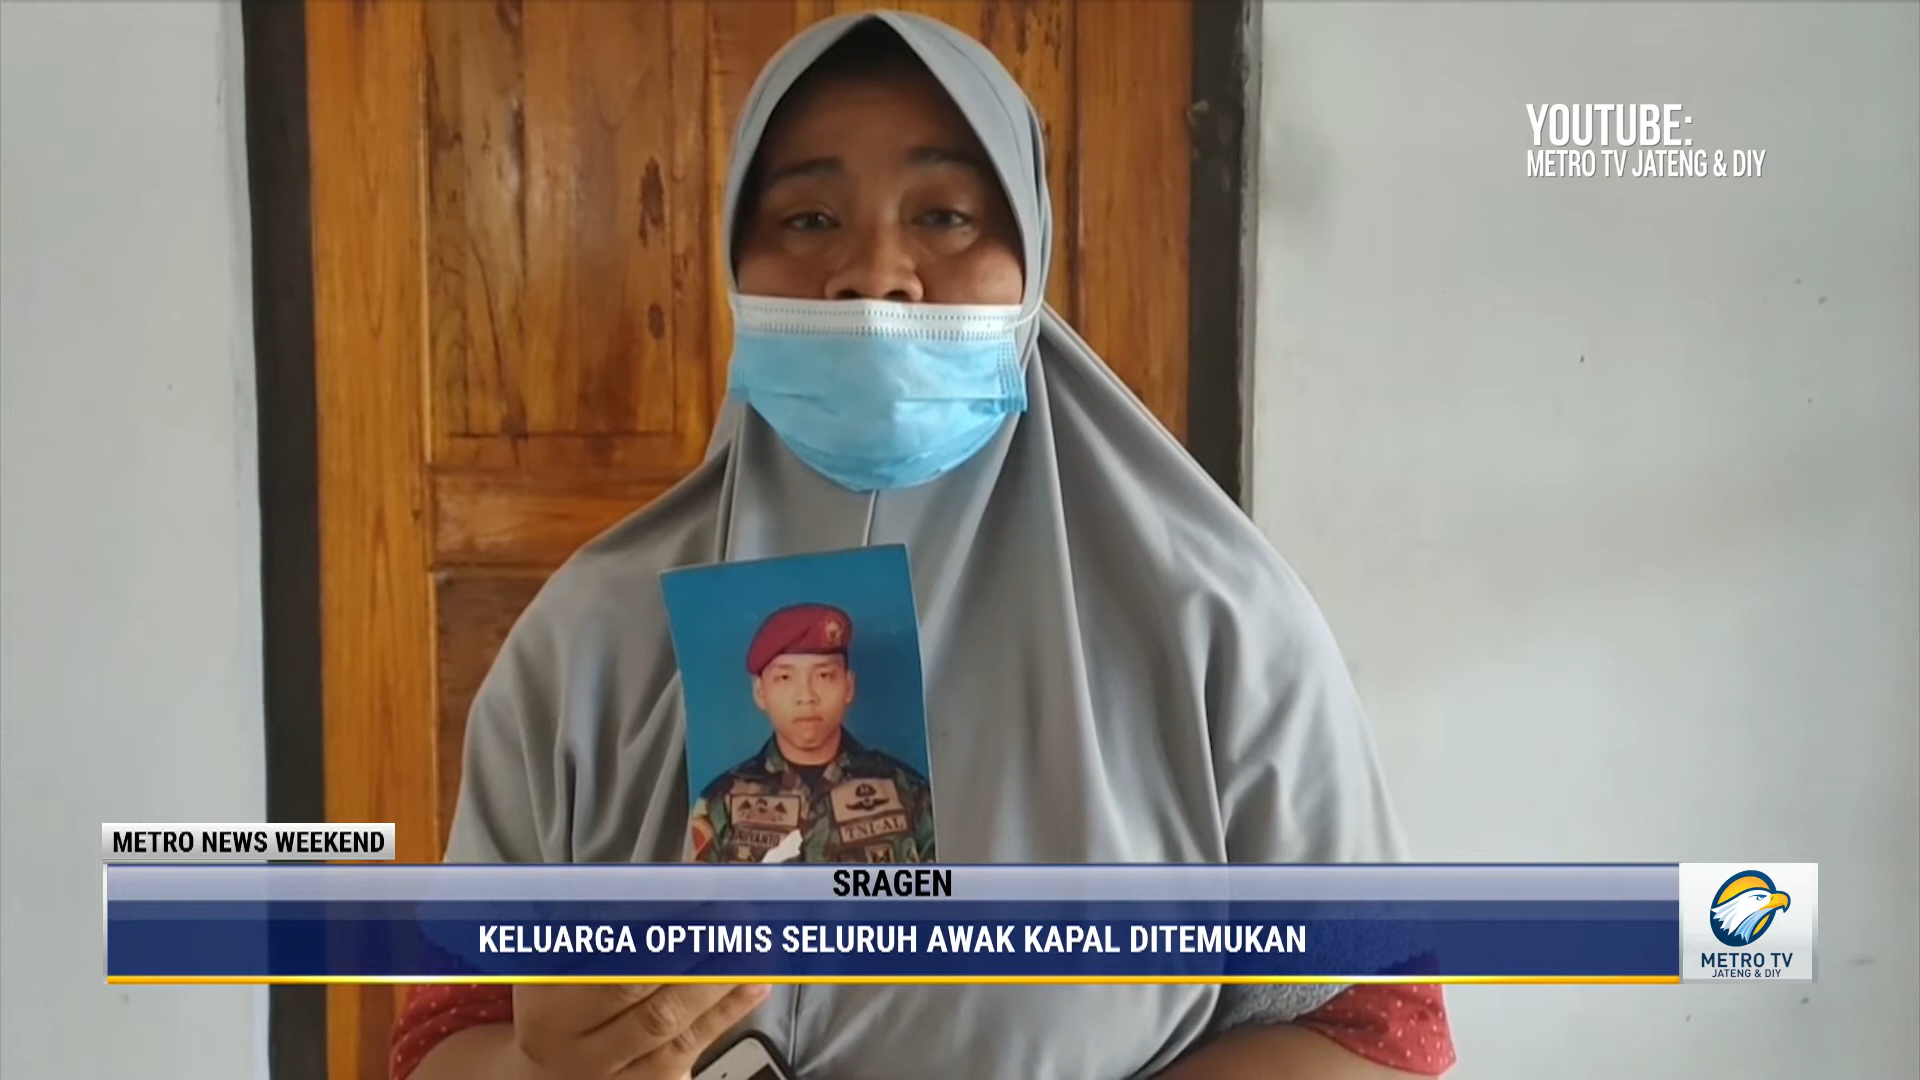 YOUTUBE:
METRO TV JATENG & DIY
TNI-AL
METRO NEWS WEEKEND
SRAGEN
KELUARGA OPTIMIS SELURUH AWAK KAPAL DITEMUKAN
METRO TV
JATENG & DIY